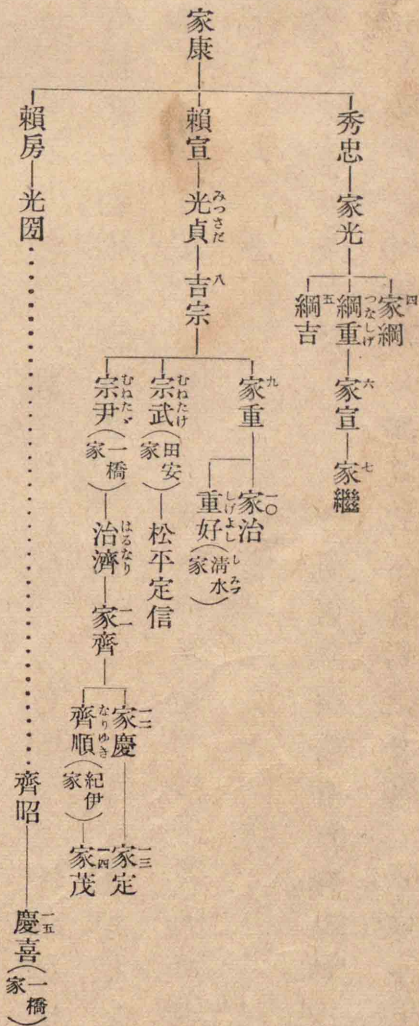 家康
秀忠
家光
四 家綱
綱重 つなしげ
五 綱吉
六 家宣
七 家繼
賴宣
光貞 みつさだ
八 吉宗
九 家重
一〇 家治
重好 しげよし (清水家) しみづ
宗武 むねたけ (田安家)
松平定信
宗尹 むねたゞ (一橋家)
治濟 はるなり
一一 家齊
一二 家慶
一三 家定
齊順 なりゆき (紀伊家)
一四 家茂
賴房
光圀
齊昭
一五 慶喜 (一橋家)